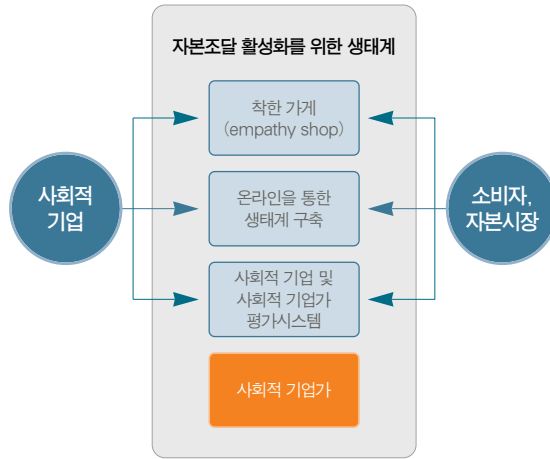 자본조달 활성화를 위한 생태계
착한 가게
(empathy shop)
사회적
기업
온라인을 통한
생태계 구축
소비자,
자본시장
사회적 기업 및
사회적 기업가
평가시스템
사회적 기업가